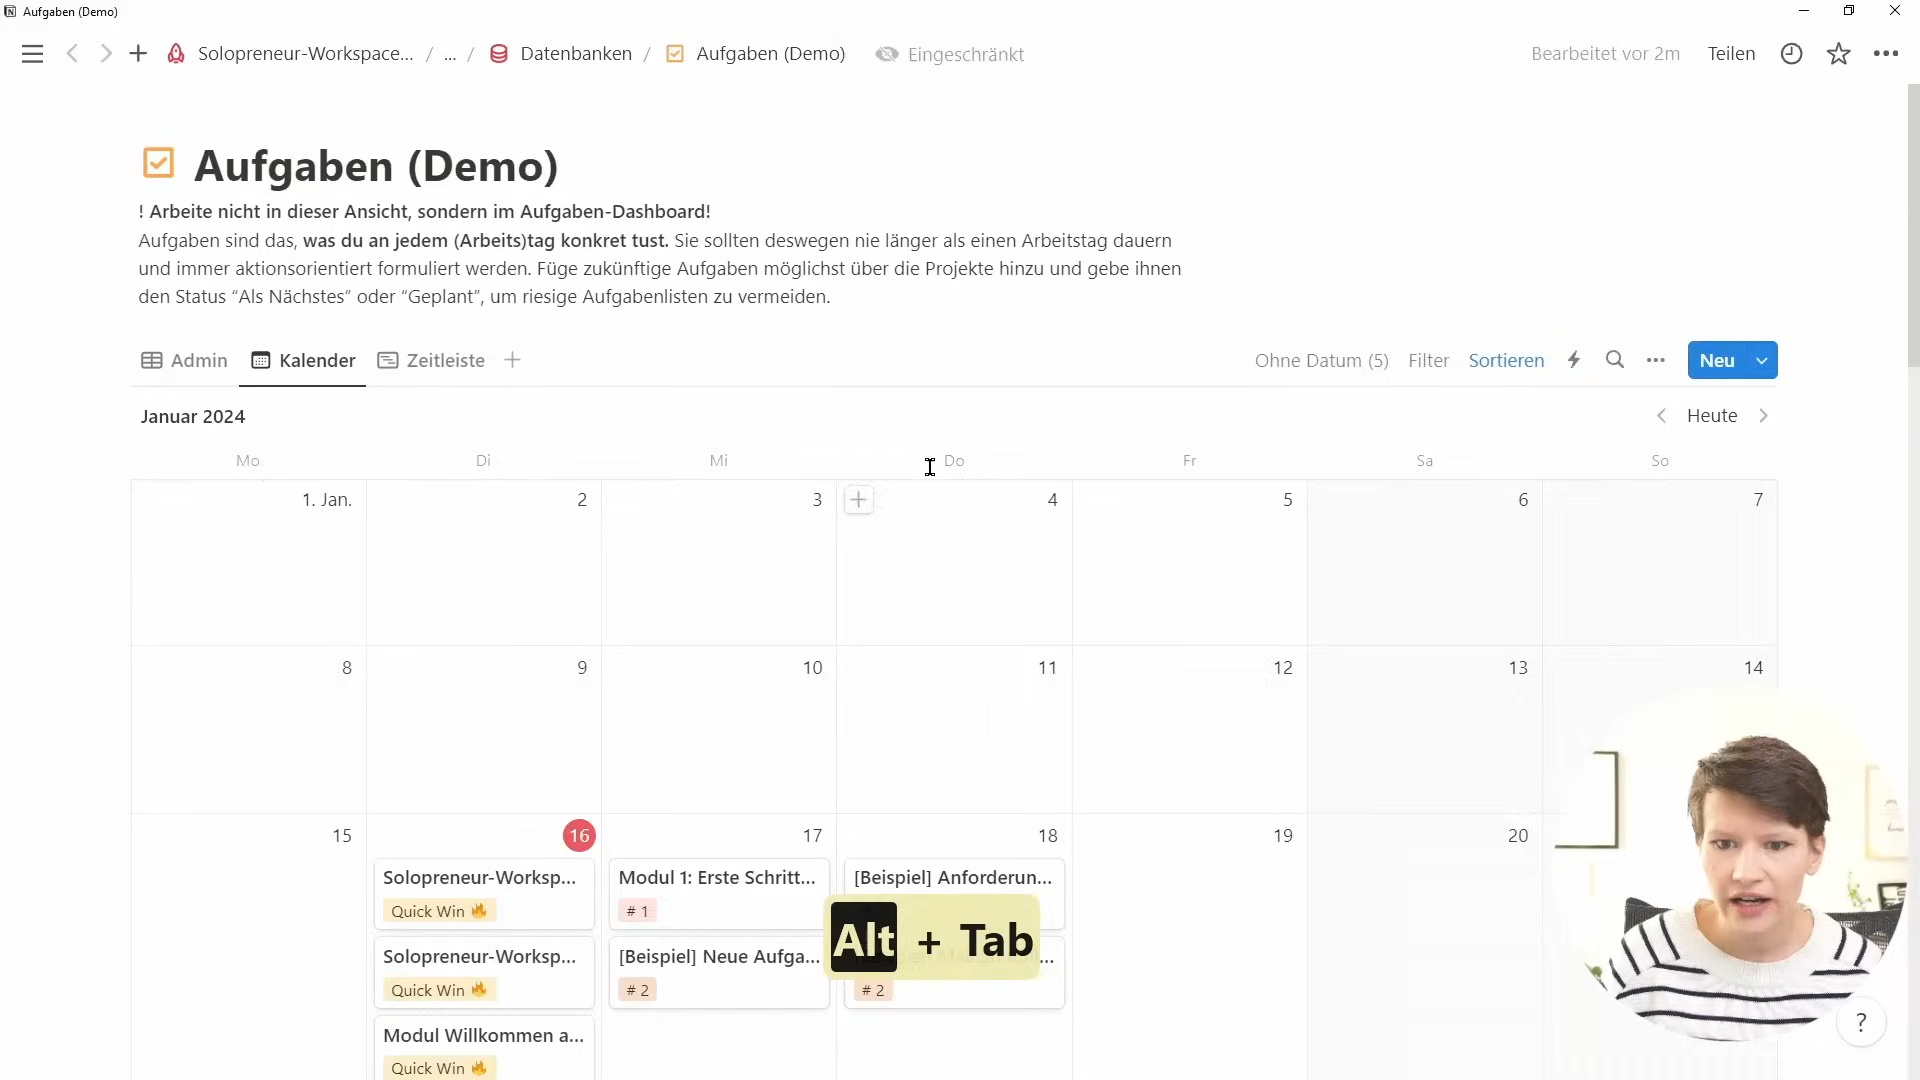 Aufgaben (Demo)
Solopreneur-Workspace... / ... / Datenbanken / Aufgaben (Demo) Eingeschränkt Bearbeitet vor 2m Teilen
Aufgaben (Demo)
! Arbeite nicht in dieser Ansicht, sondern im Aufgaben-Dashboard!
Aufgaben sind das, was du an jedem (Arbeits)tag konkret tust. Sie sollten deswegen nie länger als einen Arbeitstag dauern
und immer aktionsorientiert formuliert werden. Füge zukünftige Aufgaben möglichst über die Projekte hinzu und gebe ihnen
den Status “Als Nächstes” oder “Geplant”, um riesige Aufgabenlisten zu vermeiden.
Admin Kalender Zeitleiste Ohne Datum (5) Filter Sortieren Neu
Januar 2024 Heute
Mo Di Mi Do Fr Sa So
1. Jan. 2 3 4 5 6 7
8 9 10 11 12 13 14
15 16 17 18 19 20
Solopreneur-Worksp... Modul 1: Erste Schritt... [Beispiel] Anforderun...
Quick Win 🔥 # 1
Alt + Tab
Solopreneur-Worksp... [Beispiel] Neue Aufga...
Quick Win 🔥 # 2 # 2
Modul Willkommen a...
Quick Win 🔥
?